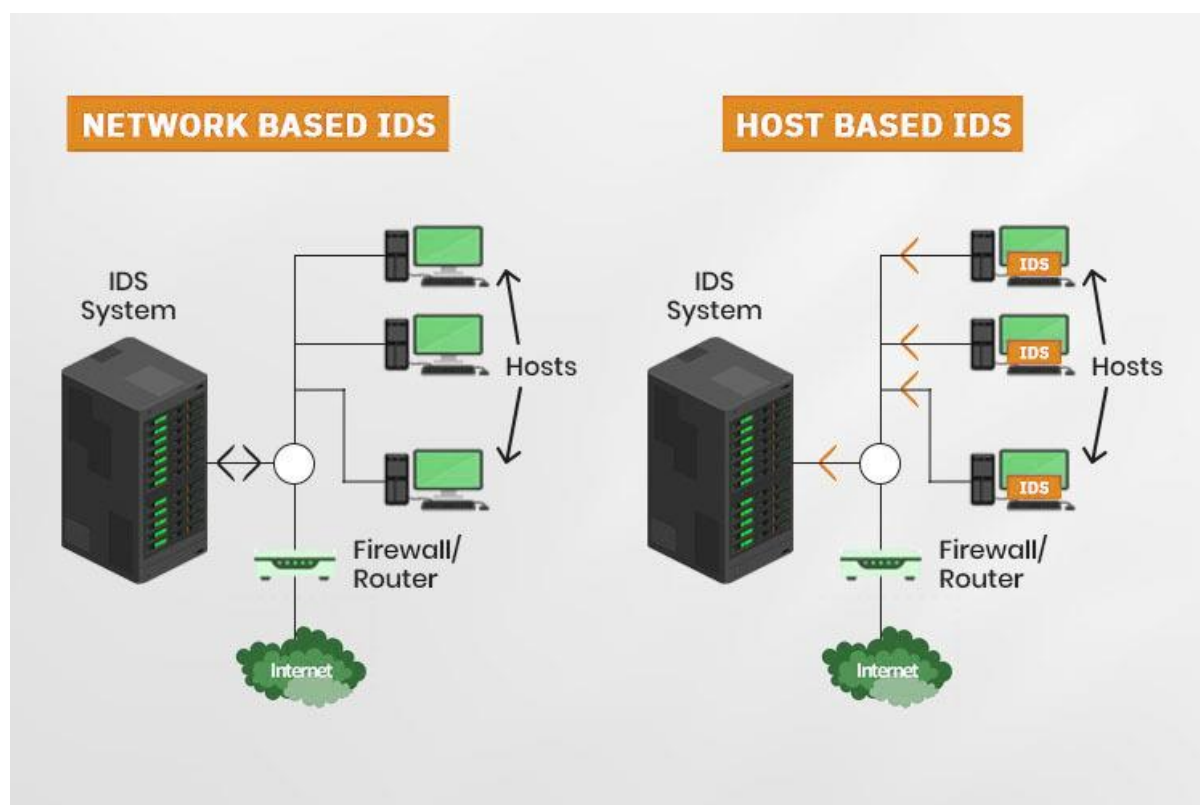 NETWORK BASED IDS
IDS
System
Hosts
Firewall/
Router
Internet
HOST BASED IDS
IDS
System
IDS
IDS
Hosts
IDS
Firewall/
Router
Internet